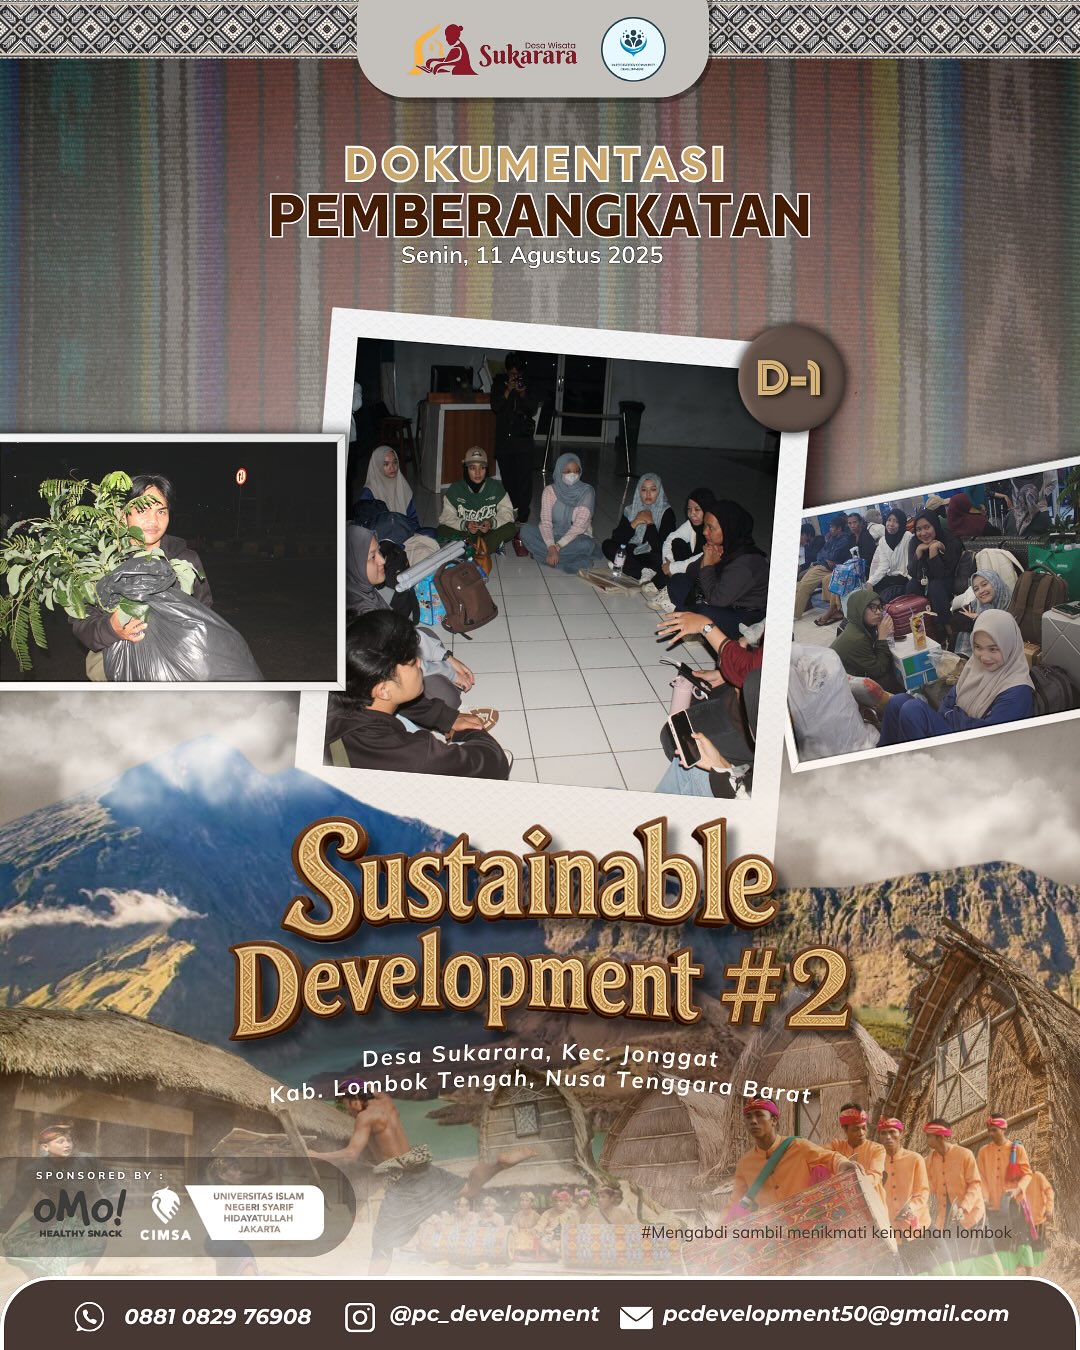 Desa Wisata
Sukarara
DOKUMENTASI
PEMBERANGKATAN
Senin, 11 Agustus 2025
D-1
Sustainable
Development #2
Desa Sukarara, Kec. Jonggat
Kab. Lombok Tengah, Nusa Tenggara Barat
SPONSORED BY :
oMo!
HEALTHY SNACK
CIMSA
UNIVERSITAS ISLAM
NEGERI SYARIF
HIDAYATULLAH
JAKARTA
#Mengabdi sambil menikmati keindahan lombok
0881 0829 76908
@pc_development
pcdevelopment50@gmail.com